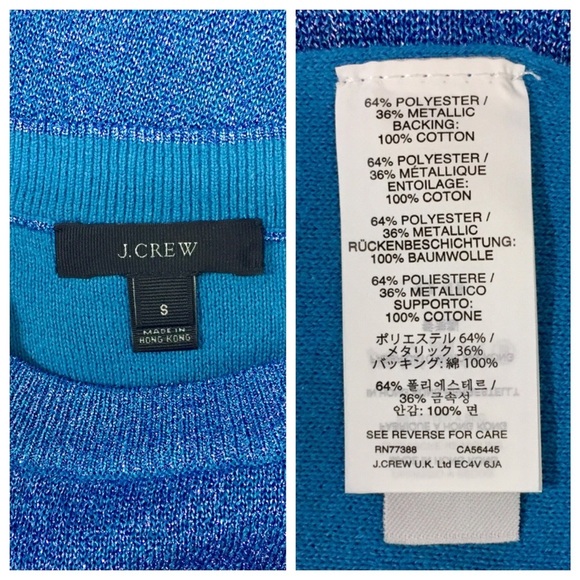 J.CREW
S
MADE IN
HONG KONG
64% POLYESTER /
36% METALLIC
BACKING:
100% COTTON
64% POLYESTER /
36% MÉTALLIQUE
ENTOILAGE:
100% COTON
64% POLYESTER /
36% METALLIC
RÜCKENBESCHICHTUNG:
100% BAUMWOLLE
64% POLIESTERE /
36% METALLICO
SUPPORTO:
100% COTONE
ポリエステル 64% /
メタリック 36%
バッキング: 綿 100%
64% 폴리에스테르 /
36% 금속성
안감: 100% 면
SEE REVERSE FOR CARE
RN77388 CA56445
J.CREW U.K. Ltd EC4V 6JA